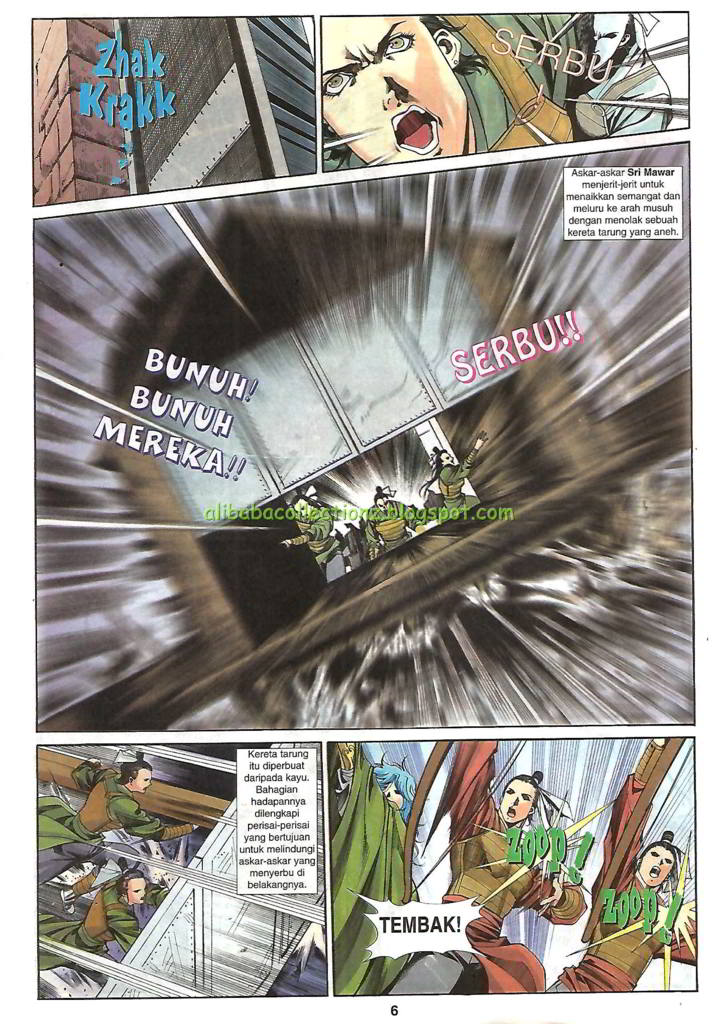 Zhak
Krakk
SERBU
!
Askar-askar Sri Mawar
menjerit-jerit untuk
menaikkan semangat dan
meluru ke arah musuh
dengan menolak sebuah
kereta tarung yang aneh.
BUNUH!
BUNUH
MEREKA!!
SERBU!!
alibabacollectionz.blogspot.com
Kereta tarung
itu diperbuat
daripada kayu.
Bahagian
hadapannya
dilengkapi
perisai-perisai
yang bertujuan
untuk melindungi
askar-askar yang
menyerbu di
belakangnya.
TEMBAK!
ZOOP!
ZOOP!
6